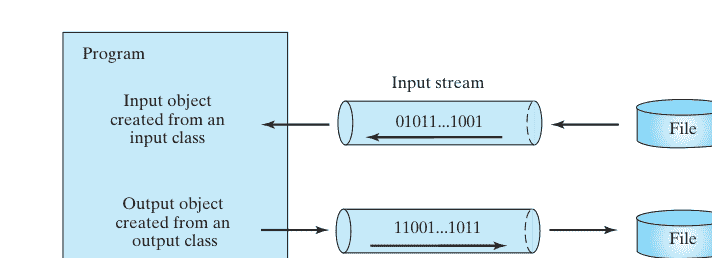 Program
Input stream
Input object
created from an
input class
01011...1001
File
Output object
created from an
output class
11001...1011
File